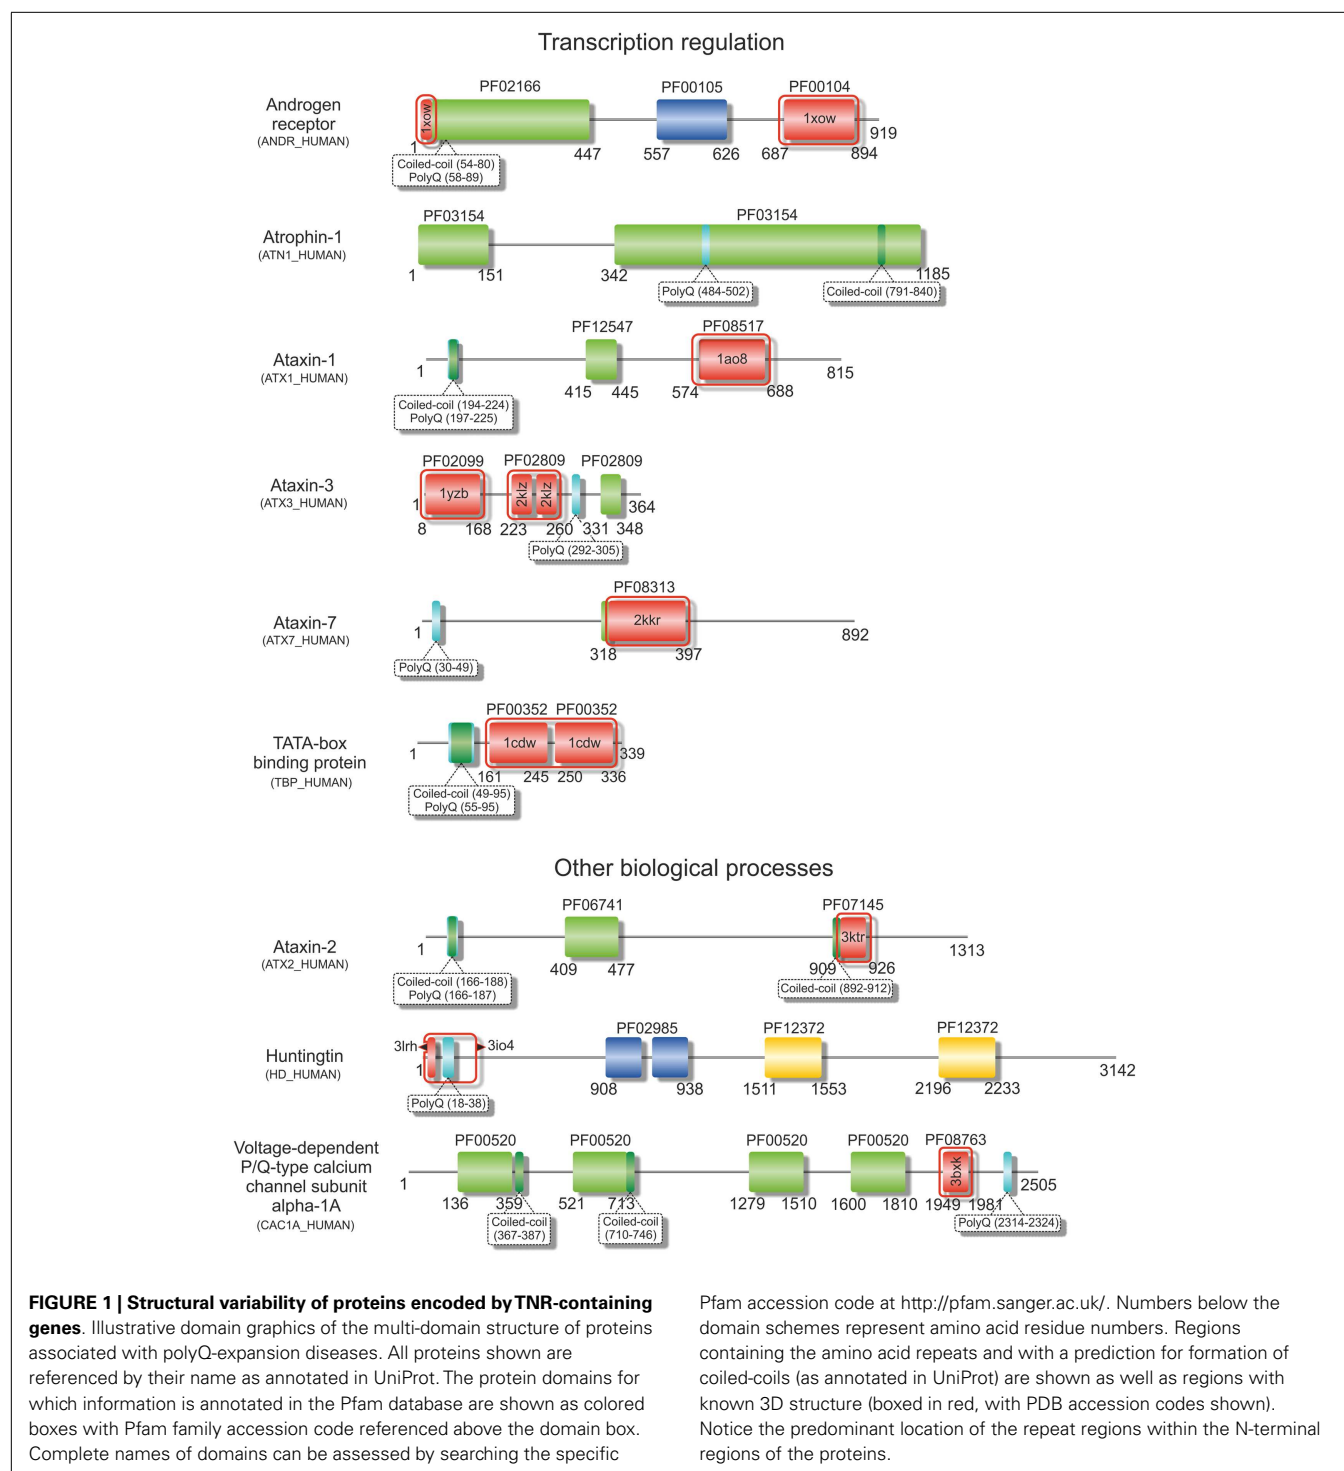 Transcription regulation
PF02166 PF00105 PF00104
Androgen
receptor
(ANDR_HUMAN)
1xow 1xow
1 447 557 626 687 894 919
Coiled-coil (54-80)
PolyQ (58-89)
PF03154 PF03154
Atrophin-1
(ATN1_HUMAN)
1 151 342 1185
PolyQ (484-502) Coiled-coil (791-840)
PF12547 PF08517
Ataxin-1
(ATX1_HUMAN)
1ao8
1 415 445 574 688 815
Coiled-coil (194-224)
PolyQ (197-225)
PF02099 PF02809 PF02809
Ataxin-3
(ATX3_HUMAN)
1yzb 2klz 2klz
1 364
8 168 223 260 331 348
PolyQ (292-305)
PF08313
Ataxin-7
(ATX7_HUMAN)
2kkr
1 318 397 892
PolyQ (30-49)
PF00352 PF00352
TATA-box
binding protein
(TBP_HUMAN)
1cdw 1cdw
1 339
161 245 250 336
Coiled-coil (49-95)
PolyQ (55-95)
Other biological processes
PF06741 PF07145
Ataxin-2
(ATX2_HUMAN)
3ktr
1 409 477 909 926 1313
Coiled-coil (166-188)
PolyQ (166-187)
Coiled-coil (892-912)
PF02985 PF12372 PF12372
Huntingtin
(HD_HUMAN)
3lrh 3io4
1 908 938 1511 1553 2196 2233 3142
PolyQ (18-38)
PF00520 PF00520 PF00520 PF00520 PF08763
Voltage-dependent
P/Q-type calcium
channel subunit
alpha-1A
(CAC1A_HUMAN)
3bxk
1 136 359 521 713 1279 1510 1600 1810 1949 1981 2505
Coiled-coil
(367-387)
Coiled-coil
(710-746)
PolyQ (2314-2324)
FIGURE 1 | Structural variability of proteins encoded by TNR-containing
genes. Illustrative domain graphics of the multi-domain structure of proteins
associated with polyQ-expansion diseases. All proteins shown are
referenced by their name as annotated in UniProt. The protein domains for
which information is annotated in the Pfam database are shown as colored
boxes with Pfam family accession code referenced above the domain box.
Complete names of domains can be assessed by searching the specific
Pfam accession code at http://pfam.sanger.ac.uk/. Numbers below the
domain schemes represent amino acid residue numbers. Regions
containing the amino acid repeats and with a prediction for formation of
coiled-coils (as annotated in UniProt) are shown as well as regions with
known 3D structure (boxed in red, with PDB accession codes shown).
Notice the predominant location of the repeat regions within the N-terminal
regions of the proteins.